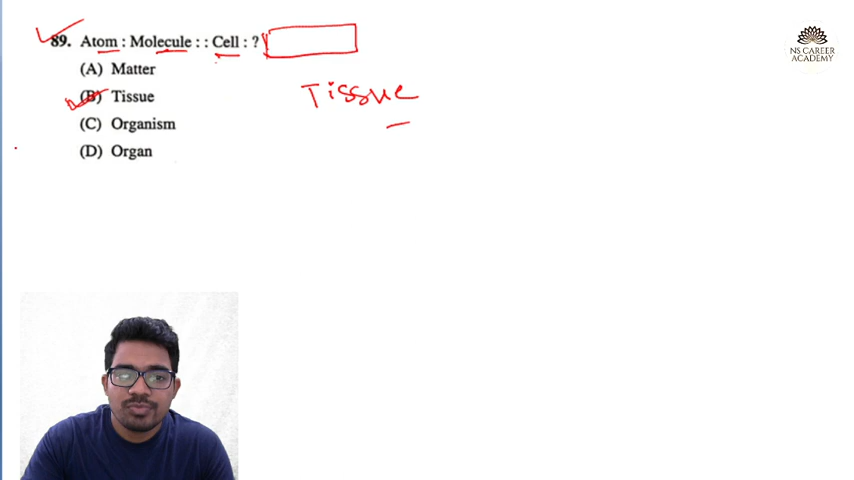 89. Atom : Molecule : : Cell : ?
(A) Matter
(B) Tissue
(C) Organism
(D) Organ
Tissue
NS CAREER
ACADEMY